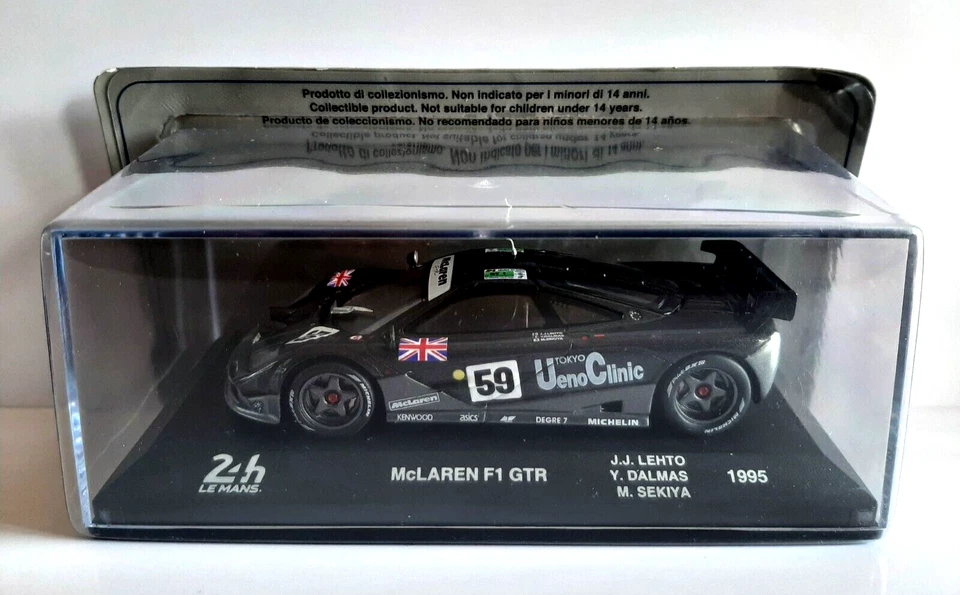 Prodotto di collezionismo. Non indicato per i minori di 14 anni.
Collectible product. Not suitable for children under 14 years.
Producto de coleccionismo. No recomendado para niños menores de 14 años.
McLaren
59
TOKYO
UenoClinic
McLaren
KENWOOD
asics
DEGRE 7
MICHELIN
MICHELIN
24h
LE MANS.
McLAREN F1 GTR
J.J. LEHTO
Y. DALMAS
M. SEKIYA
1995